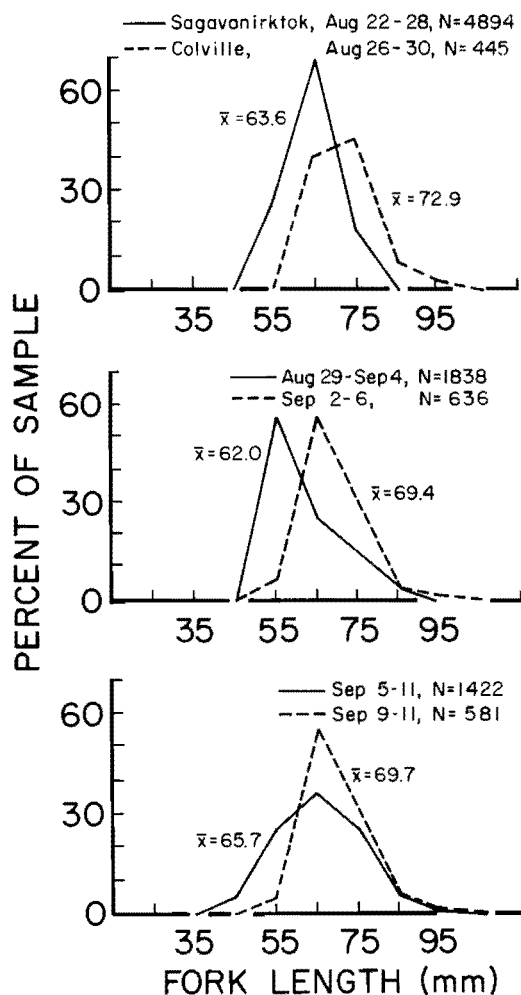 Sagavanirktok, Aug 22-28, N=4894
Colville, Aug 26-30, N= 445
60
30
0
x̄=63.6
x̄=72.9
35 55 75 95
Aug 29-Sep4, N=1838
Sep 2-6, N= 636
60
30
0
x̄=62.0
x̄=69.4
35 55 75 95
Sep 5-11, N=1422
Sep 9-11, N= 581
60
30
0
x̄=65.7
x̄=69.7
35 55 75 95
PERCENT OF SAMPLE
FORK LENGTH (mm)